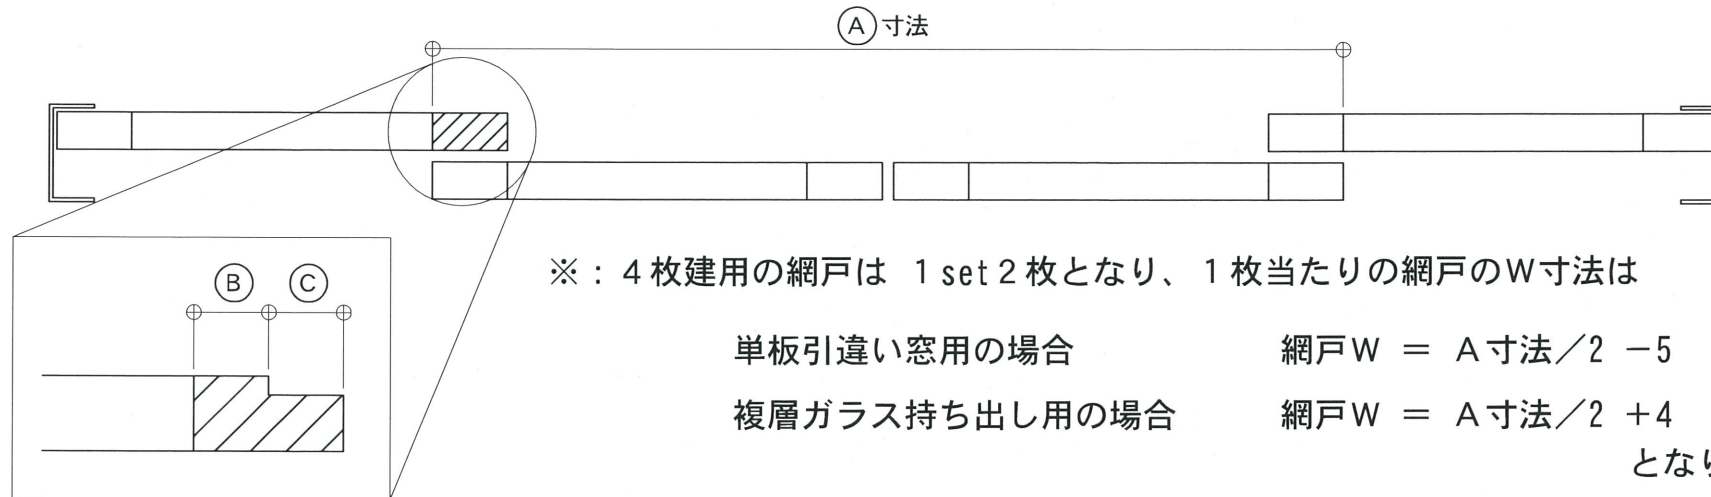 Ⓐ寸法
Ⓑ Ⓒ
※：４枚建用の網戸は １set２枚となり、１枚当たりの網戸のＷ寸法は
単板引違い窓用の場合 網戸Ｗ ＝ Ａ寸法／2 －5
複層ガラス持ち出し用の場合 網戸Ｗ ＝ Ａ寸法／2 ＋4
とな